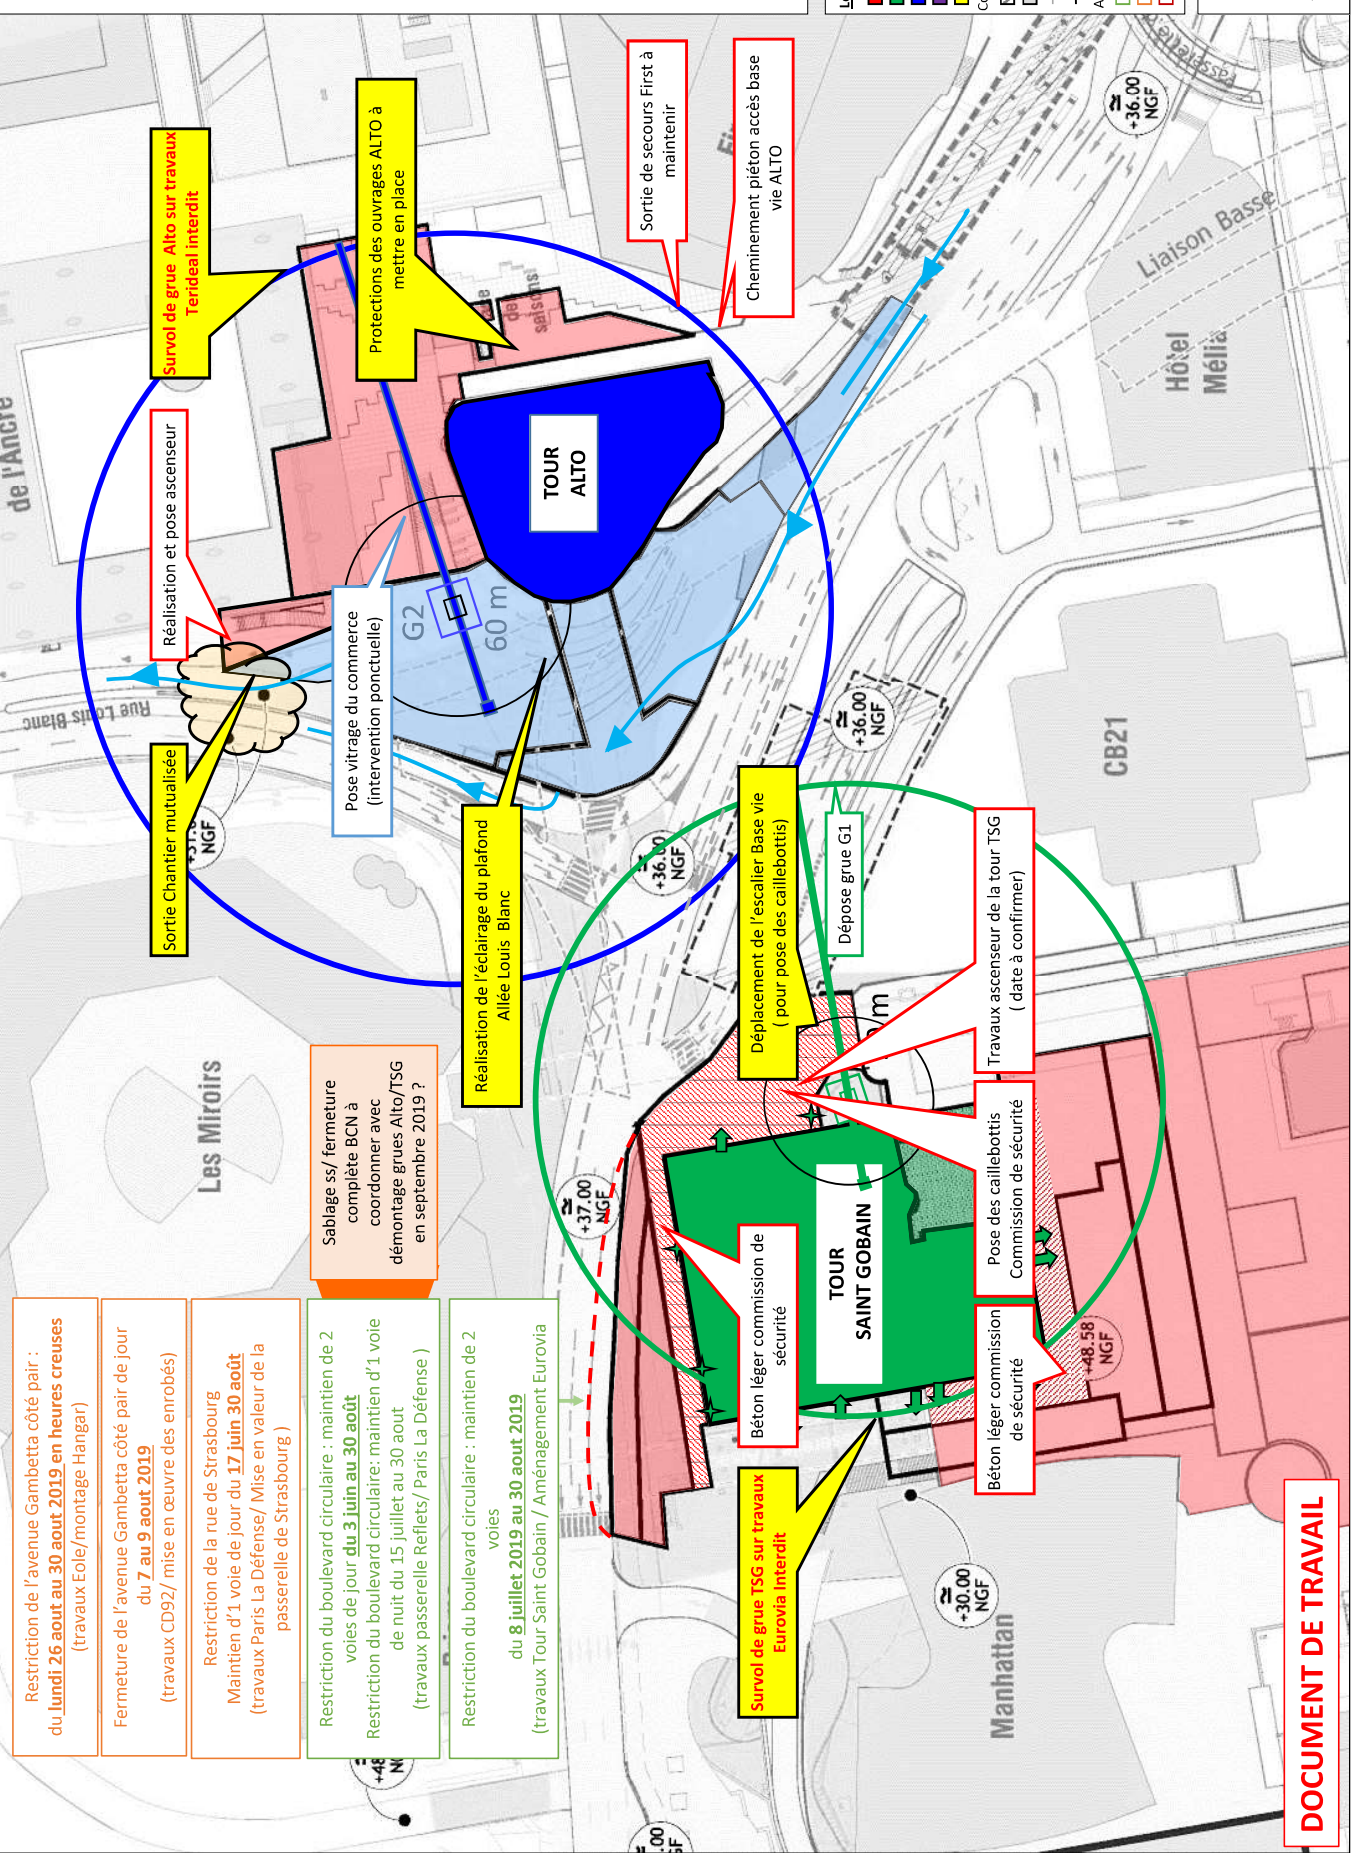 Restriction de l'avenue Gambetta côté pair :
du lundi 26 aout au 30 aout 2019 en heures creuses
(travaux Eole/montage Hangar)
Fermeture de l'avenue Gambetta côté pair de jour
du 7 au 9 aout 2019
(travaux CD92/ mise en œuvre des enrobés)
Restriction de la rue de Strasbourg
Maintien d'1 voie de jour du 17 juin 30 août
(travaux Paris La Défense/ Mise en valeur de la
passerelle de Strasbourg )
Restriction du boulevard circulaire : maintien de 2
voies de jour du 3 juin au 30 août
Restriction du boulevard circulaire: maintien d'1 voie
de nuit du 15 juillet au 30 aout
(travaux passerelle Reflets/ Paris La Défense )
Restriction du boulevard circulaire : maintien de 2
voies
du 8 juillet 2019 au 30 aout 2019
(travaux Tour Saint Gobain / Aménagement Eurovia
Sablage ss/ fermeture
complète BCN à
coordonner avec
démontage grues Alto/TSG
en septembre 2019 ?
Les Miroirs
Sortie Chantier mutualisée
Réalisation et pose ascenseur
Survol de grue Alto sur travaux
Terideal interdit
de l'Ancre
Rue Louis Blanc
NGF
Pose vitrage du commerce
(intervention ponctuelle)
Protections des ouvrages ALTO à
mettre en place
G2
60 m
de
saisons
TOUR
ALTO
Réalisation de l'éclairage du plafond
Allée Louis Blanc
Sortie de secours First à
maintenir
Cheminement piéton accès base
vie ALTO
Passerelle
≅
+36.00
NGF
Liaison Basse
Hôtel
Mélia
≅
+36.00
NGF
≅
+36.00
NGF
CB21
≅
+37.00
NGF
Déplacement de l'escalier Base vie
( pour pose des caillebottis)
Dépose grue G1
m
Travaux ascenseur de la tour TSG
( date à confirmer)
Pose des caillebottis
Commission de sécurité
TOUR
SAINT GOBAIN
Béton léger commission de
sécurité
Béton léger commission
de sécurité
+48.58
NGF
Survol de grue TSG sur travaux
Eurovia Interdit
≅
+30.00
NGF
Manhattan
DOCUMENT DE TRAVAIL